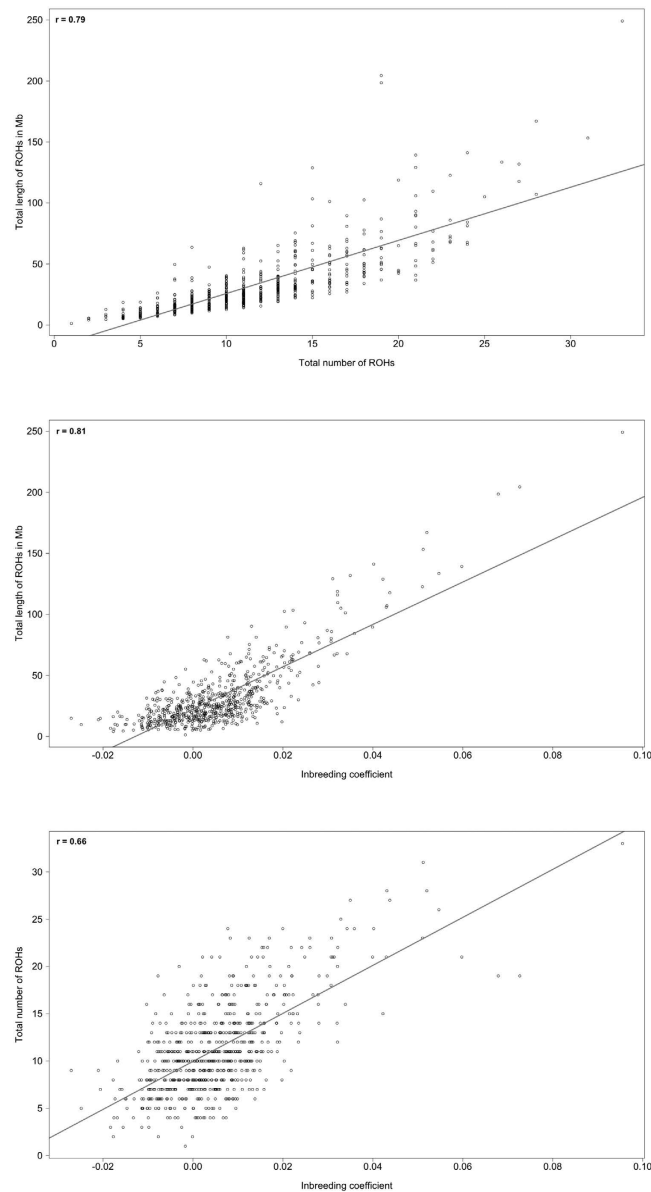 r = 0.79
250
200
150
100
50
0
Total length of ROHs in Mb
0 5 10 15 20 25 30
Total number of ROHs
r = 0.81
250
200
150
100
50
0
Total length of ROHs in Mb
-0.02 0.00 0.02 0.04 0.06 0.08 0.10
Inbreeding coefficient
r = 0.66
30
25
20
15
10
5
0
Total number of ROHs
-0.02 0.00 0.02 0.04 0.06 0.08 0.10
Inbreeding coefficient